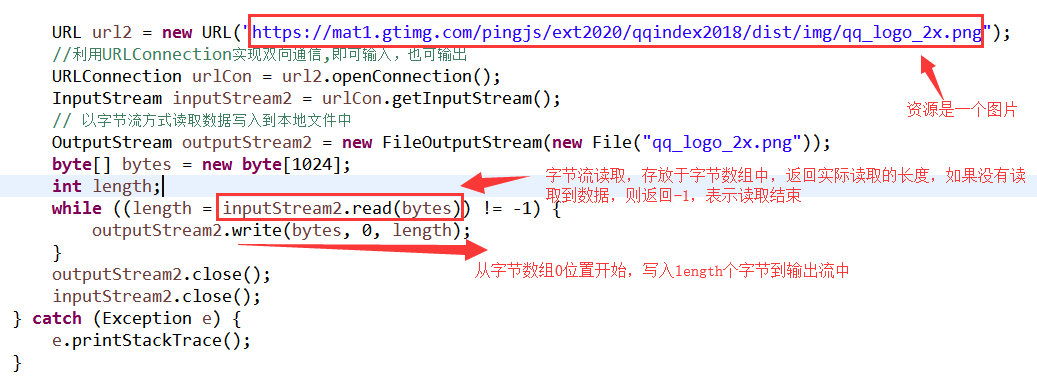 URL url2 = new URL("https://mat1.gtimg.com/pingjs/ext2020/qqindex2018/dist/img/qq_logo_2x.png");
//利用URLConnection实现双向通信,即可输入，也可输出
URLConnection urlCon = url2.openConnection();
InputStream inputStream2 = urlCon.getInputStream();
资源是一个图片
// 以字节流方式读取数据写入到本地文件中
OutputStream outputStream2 = new FileOutputStream(new File("qq_logo_2x.png"));
byte[] bytes = new byte[1024];
int length;
字节流读取，存放于字节数组中，返回实际读取的长度，如果没有读
取到数据，则返回-1，表示读取结束
while ((length = inputStream2.read(bytes)) != -1) {
outputStream2.write(bytes, 0, length);
}
从字节数组0位置开始，写入length个字节到输出流中
outputStream2.close();
inputStream2.close();
} catch (Exception e) {
e.printStackTrace();
}